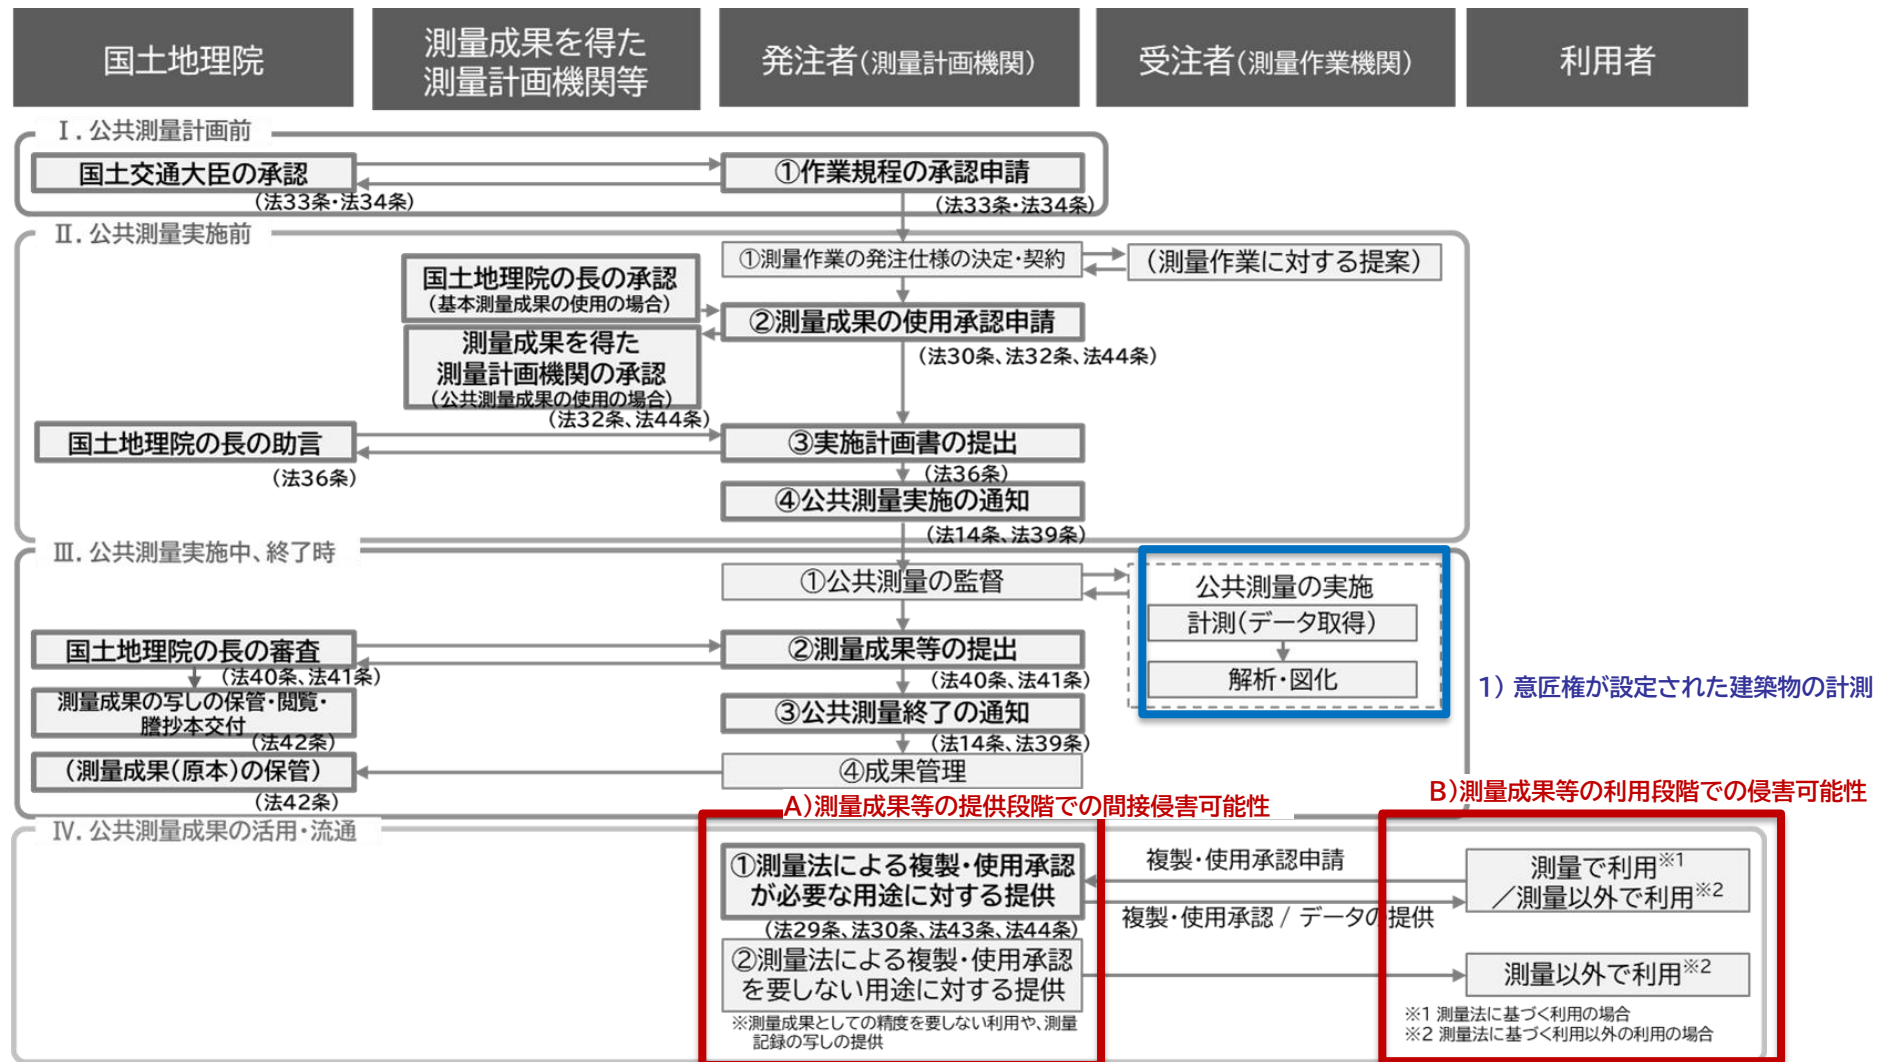 国土地理院
測量成果を得た
測量計画機関等
発注者(測量計画機関)
受注者(測量作業機関)
利用者
Ⅰ. 公共測量計画前
国土交通大臣の承認
(法33条・法34条)
①作業規程の承認申請
(法33条・法34条)
Ⅱ. 公共測量実施前
①測量作業の発注仕様の決定・契約
(測量作業に対する提案)
国土地理院の長の承認
(基本測量成果の使用の場合)
②測量成果の使用承認申請
(法30条、法32条、法44条)
測量成果を得た
測量計画機関の承認
(公共測量成果の使用の場合)
(法32条、法44条)
国土地理院の長の助言
(法36条)
③実施計画書の提出
(法36条)
④公共測量実施の通知
(法14条、法39条)
Ⅲ. 公共測量実施中、終了時
①公共測量の監督
公共測量の実施
計測(データ取得)
解析・図化
1) 意匠権が設定された建築物の計測
国土地理院の長の審査
(法40条、法41条)
②測量成果等の提出
(法40条、法41条)
測量成果の写しの保管・閲覧・
謄抄本交付
(法42条)
③公共測量終了の通知
(法14条、法39条)
(測量成果(原本)の保管)
(法42条)
④成果管理
A)測量成果等の提供段階での間接侵害可能性
B)測量成果等の利用段階での侵害可能性
Ⅳ. 公共測量成果の活用・流通
①測量法による複製・使用承認
が必要な用途に対する提供
(法29条、法30条、法43条、法44条)
複製・使用承認申請
複製・使用承認 / データの提供
測量で利用※1
／測量以外で利用※2
②測量法による複製・使用承認
を要しない用途に対する提供
※測量成果としての精度を要しない利用や、測量
記録の写しの提供
測量以外で利用※2
※1 測量法に基づく利用の場合
※2 測量法に基づく利用以外の利用の場合